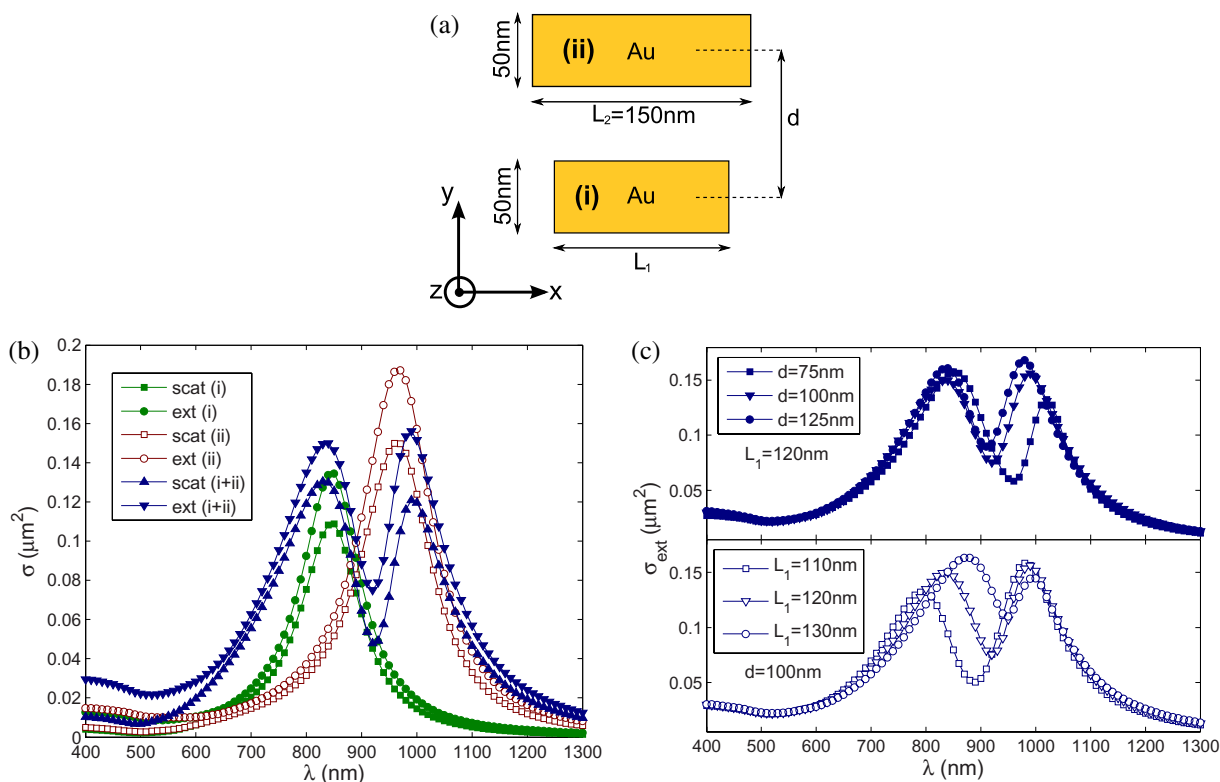 (a)
50nm
(ii) Au
L2=150nm
d
50nm
(i) Au
L1
y
z
x
(b)
0.2
0.18
0.16
0.14
0.12
0.1
0.08
0.06
0.04
0.02
0
σ (μm²)
scat (i)
ext (i)
scat (ii)
ext (ii)
scat (i+ii)
ext (i+ii)
400 500 600 700 800 900 1000 1100 1200 1300
λ (nm)
(c)
0.15
0.1
0.05
d=75nm
d=100nm
d=125nm
L1=120nm
σext (μm²)
0.15
0.1
0.05
L1=110nm
L1=120nm
L1=130nm
d=100nm
400 500 600 700 800 900 1000 1100 1200 1300
λ (nm)